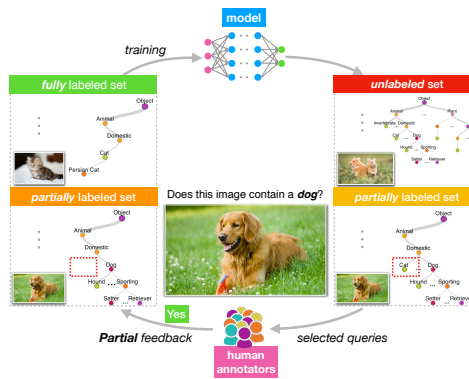 model
training
fully labeled set
Object
Animal
Domestic
Cat
Persian Cat
unlabeled set
Object
Animal ... Plant
Invertebrate Domestic
Cat ... Dog
Hound ... Sporting
Setter ... Retriever
partially labeled set
Object
Animal
Domestic
Dog
Hound ... Sporting
Setter ... Retriever
Does this image contain a dog?
partially labeled set
Object
Animal
Domestic
Cat Dog
Hound ... Sporting
Setter ... Retriever
Yes
Partial feedback
human
annotators
selected queries